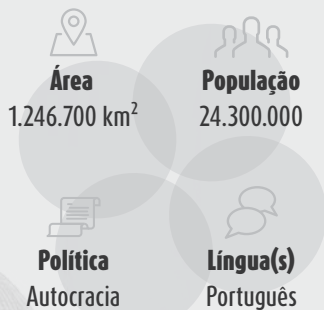 Área
1.246.700 km²
População
24.300.000
Política
Autocracia
Língua(s)
Português